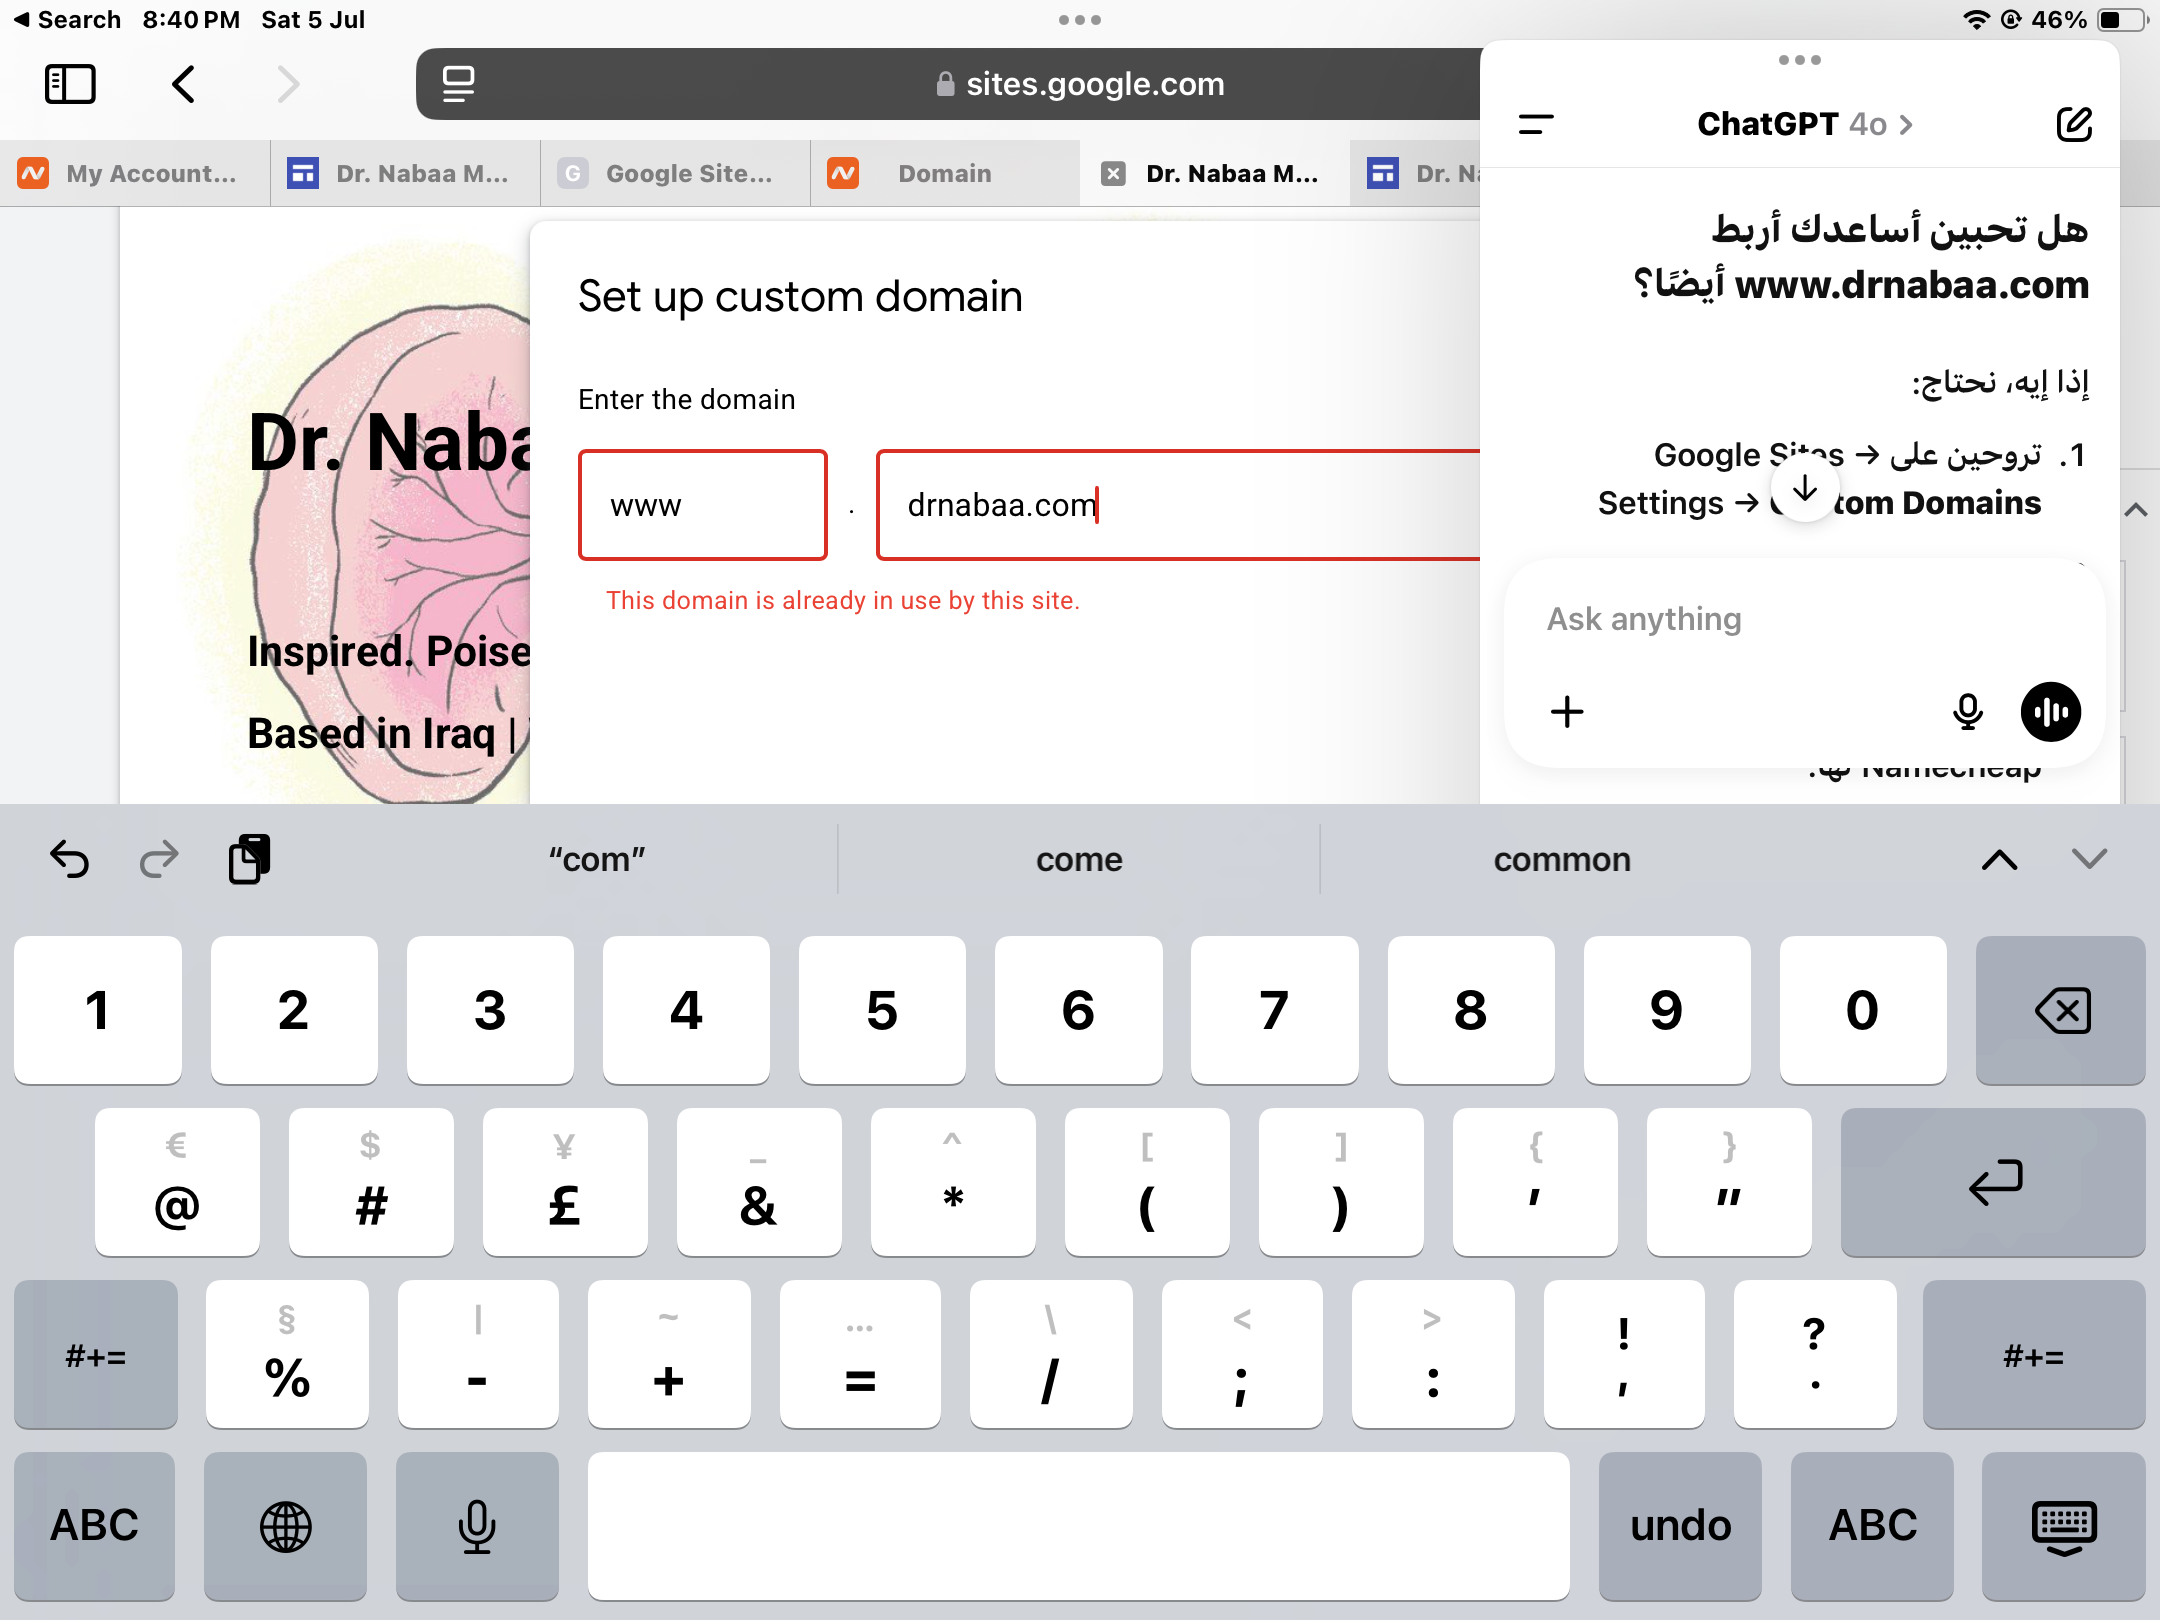 Search 8:40 PM Sat 5 Jul
46%
sites.google.com
My Account...
Dr. Nabaa M...
G Google Site...
Domain
Dr. Nabaa M...
Dr. Na
Dr. Naba
Inspired. Poise
Based in Iraq |
Set up custom domain
Enter the domain
www . drnabaa.com
This domain is already in use by this site.
ChatGPT 4o
هل تحبين أساعدك أربط
www.drnabaa.com أيضًا؟
إذا إيه، نحتاج:
1. تروحين على Google Sites →
Settings → Custom Domains
Ask anything
Namecheap
“com” come common
1 2 3 4 5 6 7 8 9 0
€ $ ¥ _ ^ [ ] { }
@ # £ & * ( ) ' "
§ | ~ ... \ < > ! ?
#+= % - + = / ; : , . #+=
ABC undo ABC